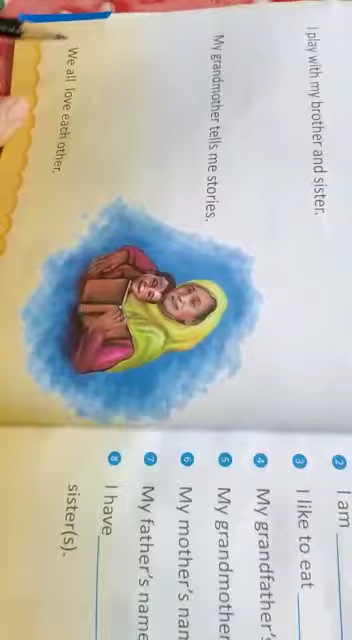 I play with my brother and sister.
My grandmother tells me stories.
We all love each other.
2 I am
3 I like to eat
4 My grandfather's
5 My grandmother
6 My mother's nam
7 My father's name
8 I have
sister(s).